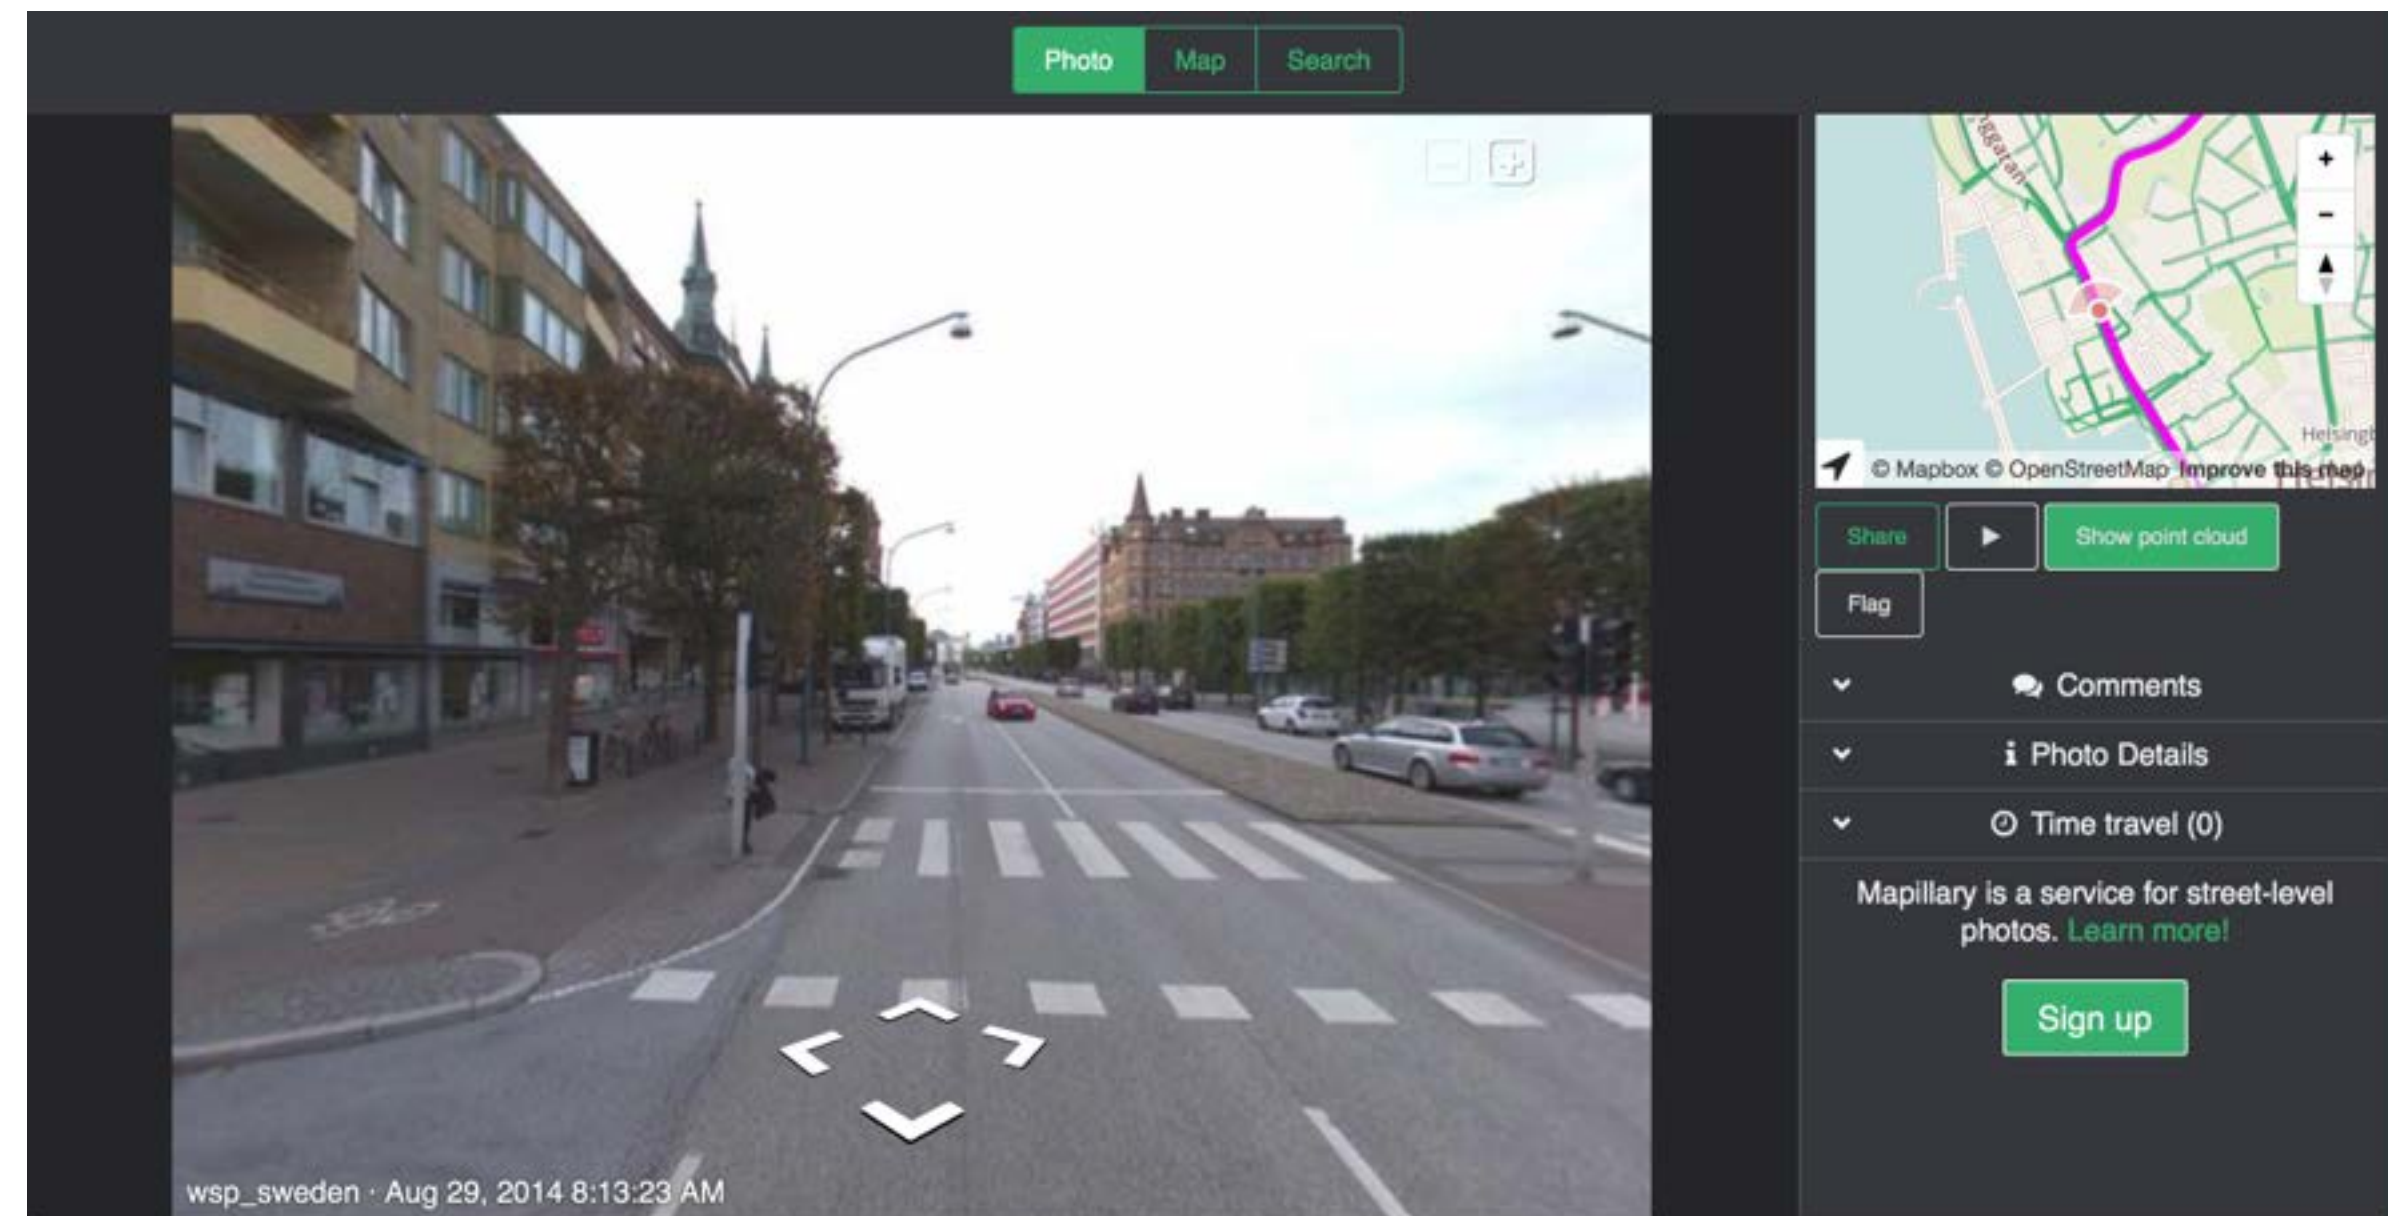 Photo Map Search
nggaran
Helsingb
© Mapbox © OpenStreetMap Improve this map
Share
Show point cloud
Flag
Comments
Photo Details
Time travel (0)
Mapillary is a service for street-level
photos. Learn more!
Sign up
wsp_sweden · Aug 29, 2014 8:13:23 AM